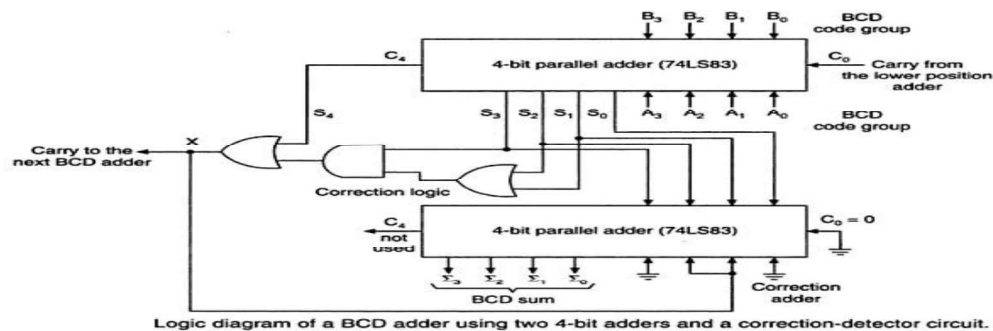 B₃ B₂ B₁ B₀ BCD code group
C₄ 4-bit parallel adder (74LS83) C₀ Carry from the lower position adder
S₄ S₃ S₂ S₁ S₀ A₃ A₂ A₁ A₀ BCD code group
X
Carry to the next BCD adder
Correction logic
C₄ not used 4-bit parallel adder (74LS83) C₀ = 0
Σ₃ Σ₂ Σ₁ Σ₀ Correction adder
BCD sum
Logic diagram of a BCD adder using two 4-bit adders and a correction-detector circuit.